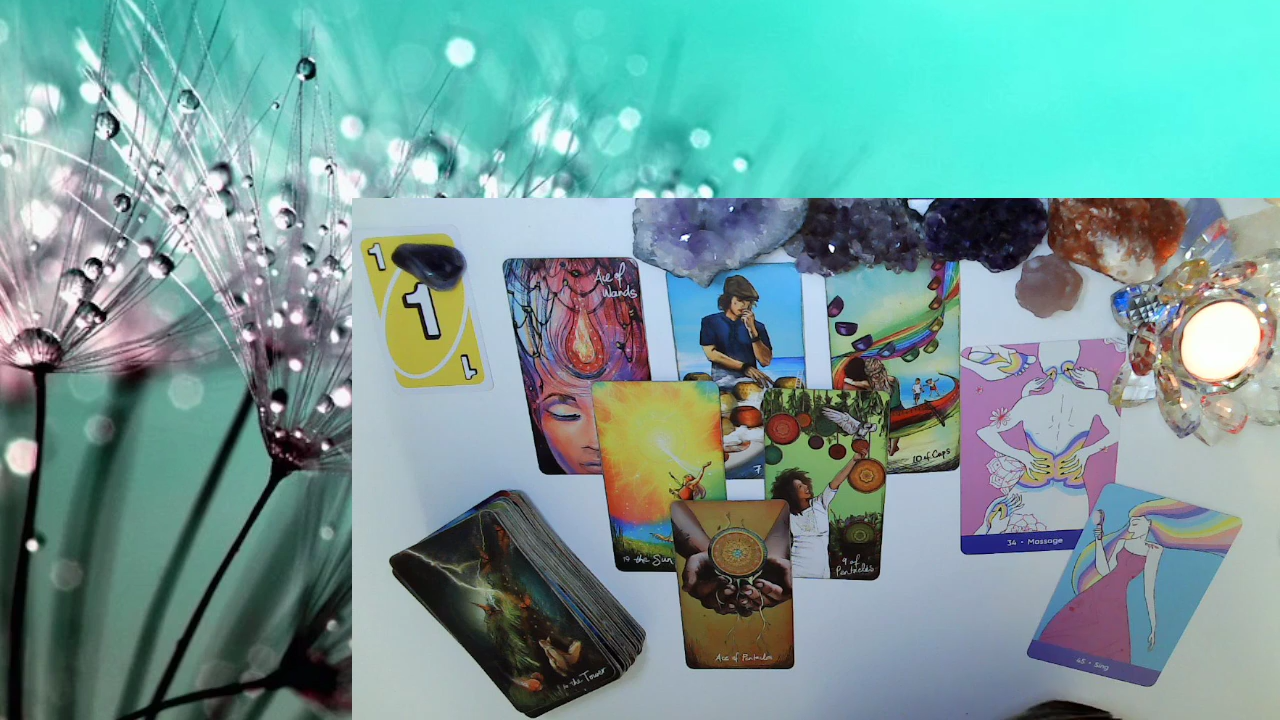 1
1
1
Ace of
Wands
7
10 of Cups
19 the Sun
9 of
Pentacles
Ace of Pentacles
the Tower
34 • Massage
45 • Sing